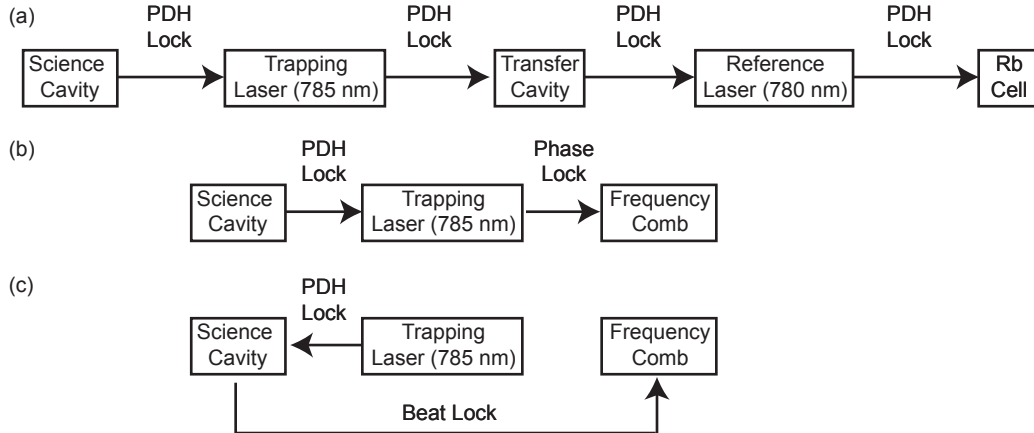 (a)
PDH
Lock
PDH
Lock
PDH
Lock
PDH
Lock
Science
Cavity
Trapping
Laser (785 nm)
Transfer
Cavity
Reference
Laser (780 nm)
Rb
Cell
(b)
PDH
Lock
Phase
Lock
Science
Cavity
Trapping
Laser (785 nm)
Frequency
Comb
(c)
PDH
Lock
Science
Cavity
Trapping
Laser (785 nm)
Frequency
Comb
Beat Lock